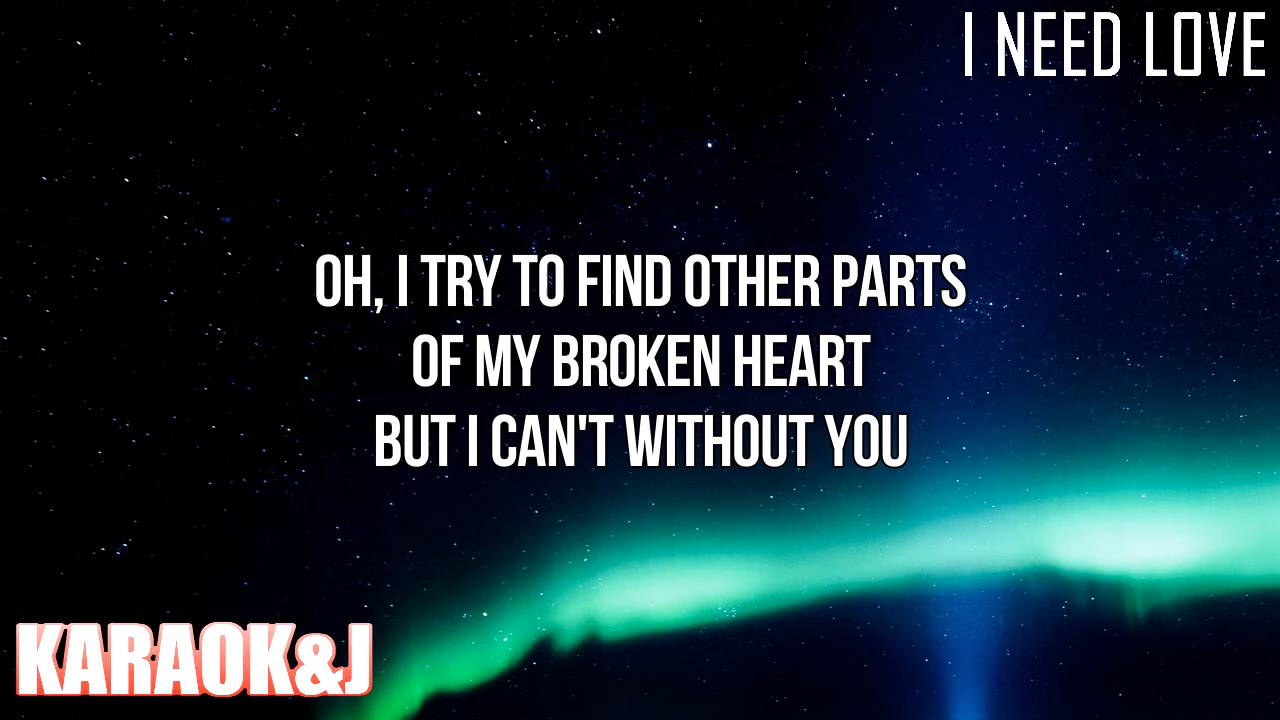 I NEED LOVE
OH, I TRY TO FIND OTHER PARTS
OF MY BROKEN HEART
BUT I CAN'T WITHOUT YOU
KARAOK&J